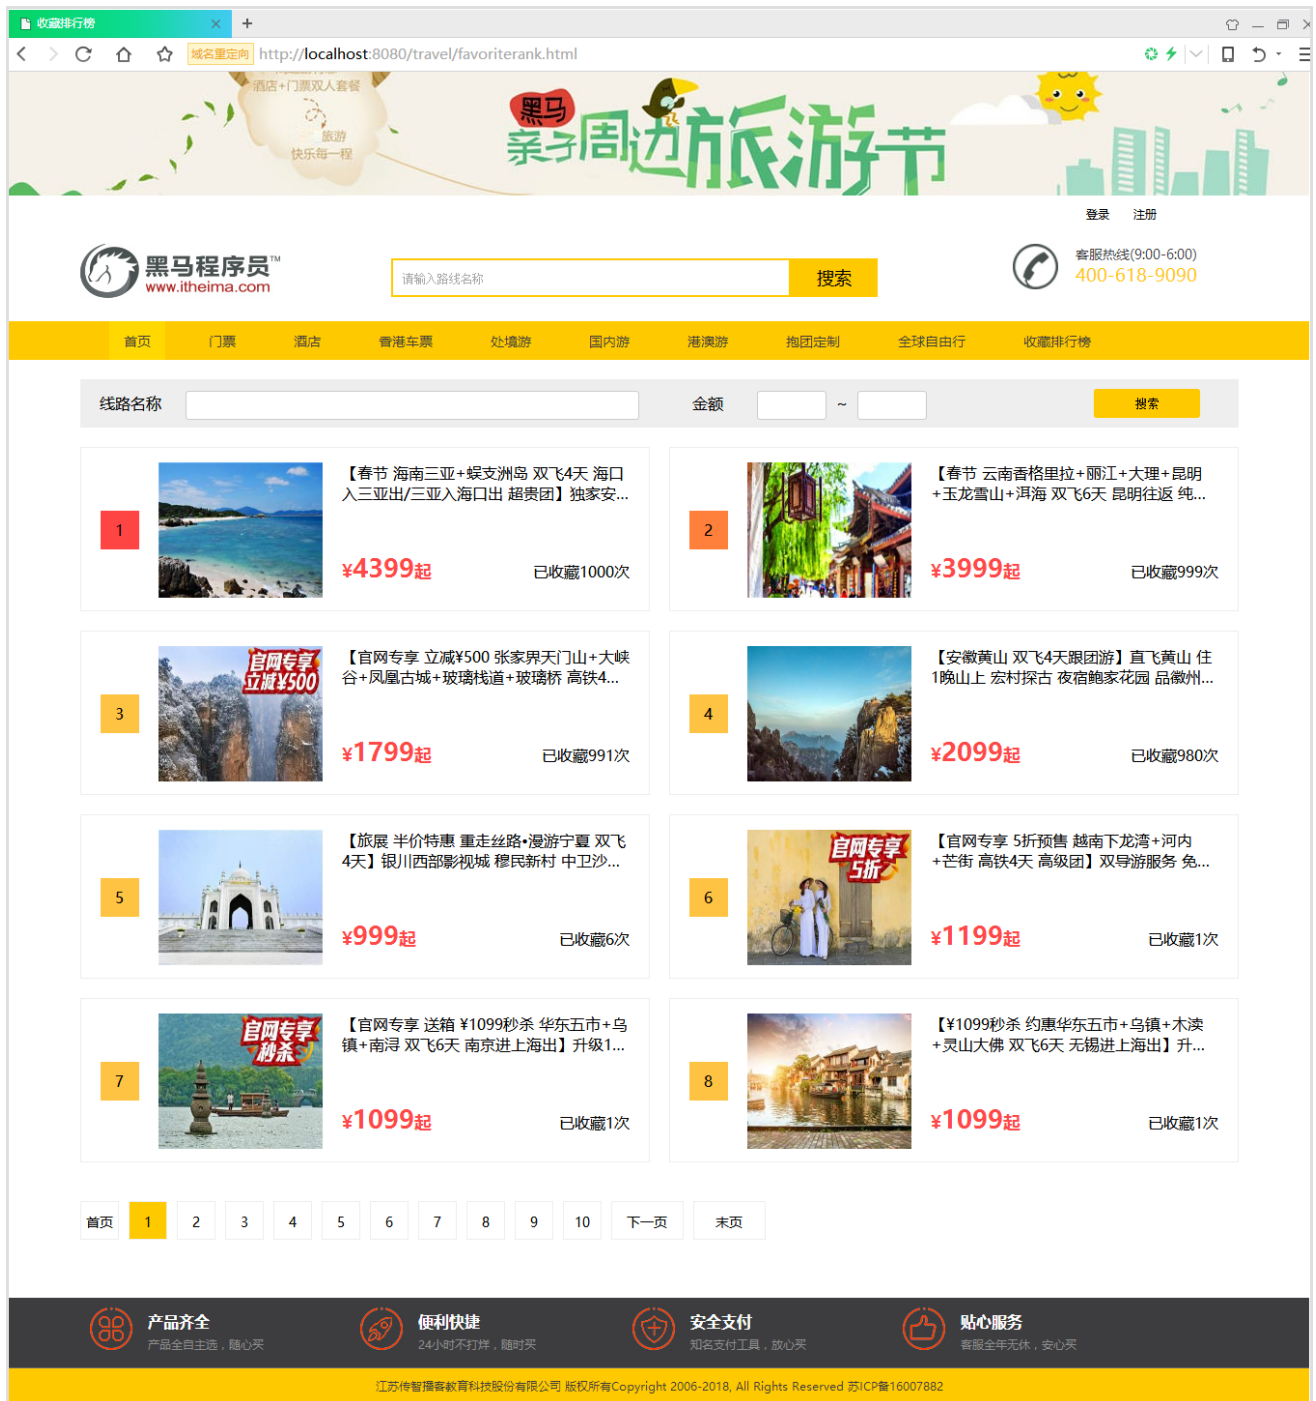 收藏排行榜
域名重定向 http://localhost:8080/travel/favoriterank.html
酒店+门票双人套餐
旅游
快乐每一程
黑马
亲子周边旅游节
登录 注册
黑马程序员™
www.itheima.com
请输入路线名称
搜索
客服热线(9:00-6:00)
400-618-9090
首页 门票 酒店 香港车票 处境游 国内游 港澳游 抱团定制 全球自由行 收藏排行榜
线路名称 金额 ~ 搜索
1
【春节 海南三亚+蜈支洲岛 双飞4天 海口
入三亚出/三亚入海口出 超贵团】独家安...
¥4399起 已收藏1000次
2
【春节 云南香格里拉+丽江+大理+昆明
+玉龙雪山+洱海 双飞6天 昆明往返 纯...
¥3999起 已收藏999次
3
官网专享
立减¥500
【官网专享 立减¥500 张家界天门山+大峡
谷+凤凰古城+玻璃栈道+玻璃桥 高铁4...
¥1799起 已收藏991次
4
【安徽黄山 双飞4天跟团游】直飞黄山 住
1晚山上 宏村探古 夜宿鲍家花园 品徽州...
¥2099起 已收藏980次
5
【旅展 半价特惠 重走丝路•漫游宁夏 双飞
4天】银川西部影视城 穆民新村 中卫沙...
¥999起 已收藏6次
6
官网专享
5折
【官网专享 5折预售 越南下龙湾+河内
+芒街 高铁4天 高级团】双导游服务 免...
¥1199起 已收藏1次
7
官网专享
秒杀
【官网专享 送箱 ¥1099秒杀 华东五市+乌
镇+南浔 双飞6天 南京进上海出】升级1...
¥1099起 已收藏1次
8
【¥1099秒杀 约惠华东五市+乌镇+木渎
+灵山大佛 双飞6天 无锡进上海出】升...
¥1099起 已收藏1次
首页 1 2 3 4 5 6 7 8 9 10 下一页 末页
产品齐全
产品全自主选，随心买
便利快捷
24小时不打烊，随时买
安全支付
知名支付工具，放心买
贴心服务
客服全年无休，安心买
江苏传智播客教育科技股份有限公司 版权所有Copyright 2006-2018, All Rights Reserved 苏ICP备16007882